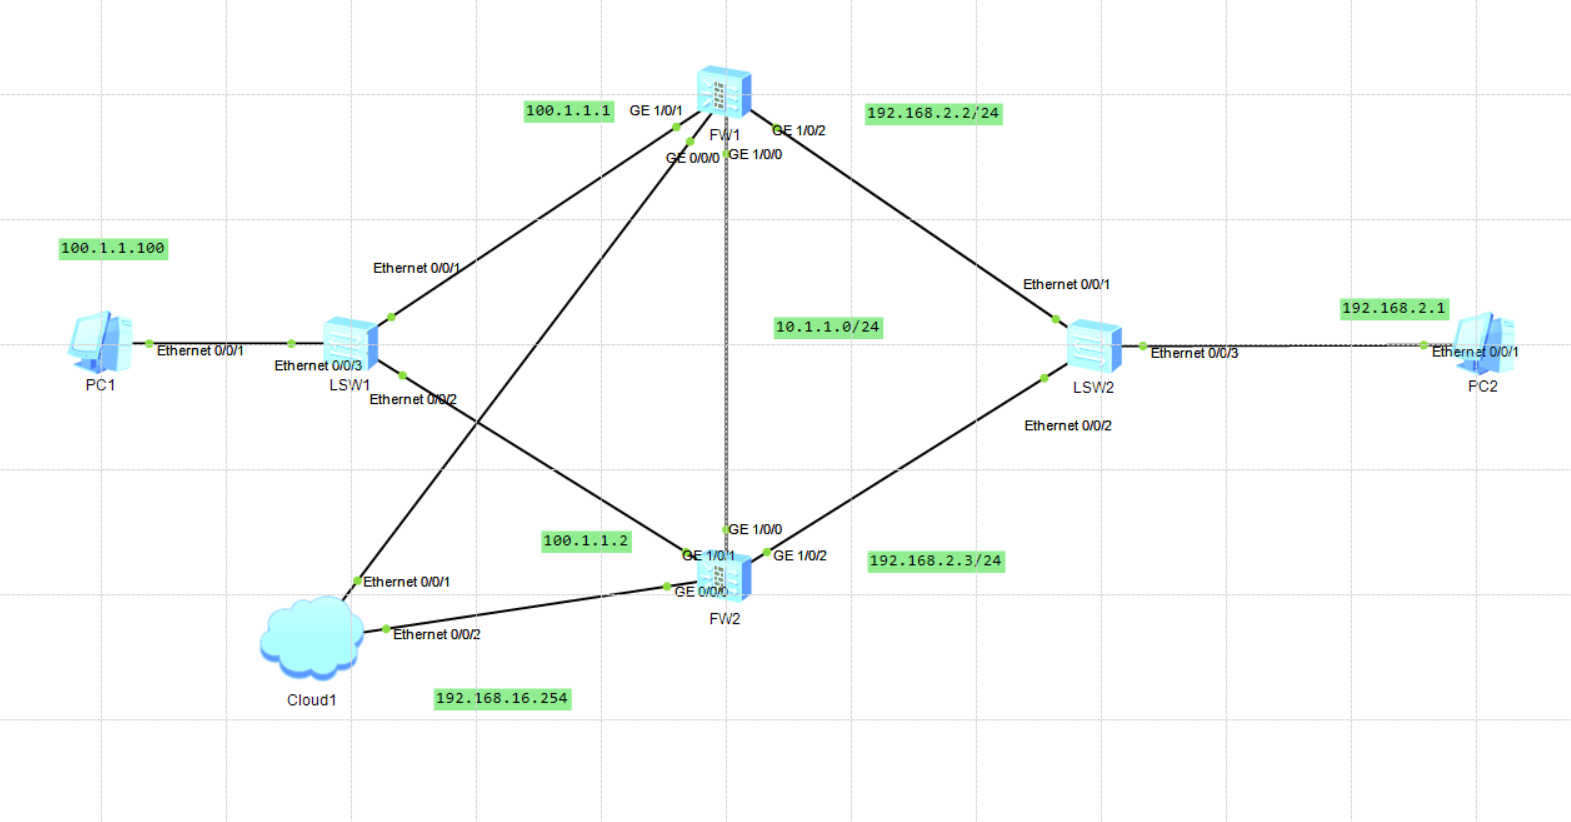 100.1.1.1
GE 1/0/1
192.168.2.2/24
FW1
GE 1/0/2
GE 0/0/0
GE 1/0/0
100.1.1.100
Ethernet 0/0/1
Ethernet 0/0/1
192.168.2.1
10.1.1.0/24
Ethernet 0/0/1
Ethernet 0/0/3
Ethernet 0/0/3
Ethernet 0/0/1
PC1
LSW1
LSW2
PC2
Ethernet 0/0/2
Ethernet 0/0/2
GE 1/0/0
100.1.1.2
GE 1/0/1
GE 1/0/2
192.168.2.3/24
Ethernet 0/0/1
GE 0/0/0
FW2
Ethernet 0/0/2
Cloud1
192.168.16.254